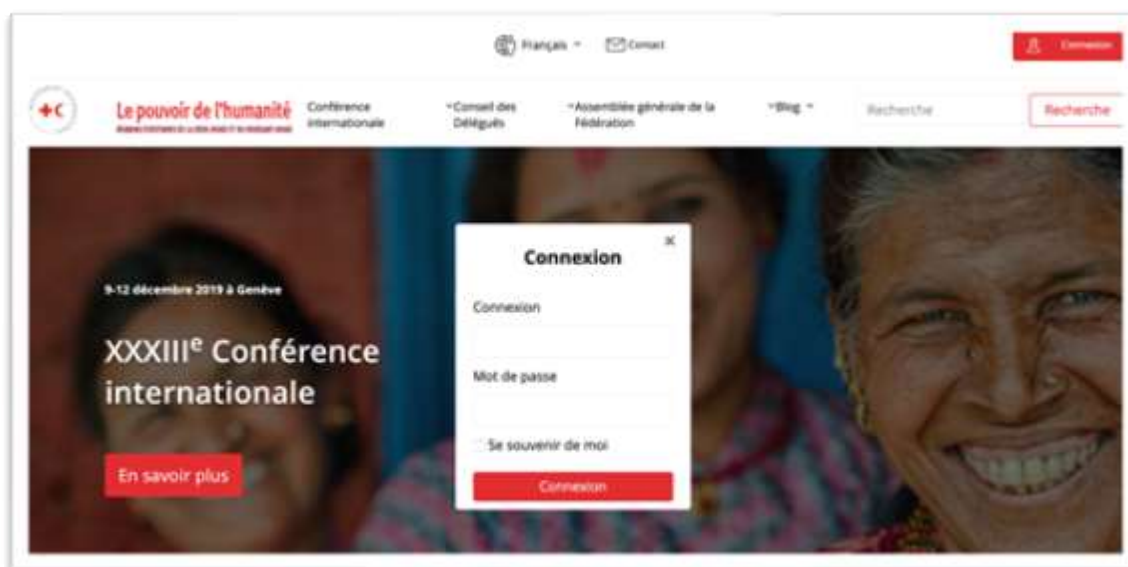 Français
Contact
Connexion
Le pouvoir de l'humanité
Conférence
internationale
Conseil des
Délégués
Assemblée générale de la
Fédération
Blog
Recherche
Recherche
9-12 décembre 2019 à Genève
XXXIIIe Conférence
internationale
En savoir plus
Connexion
×
Connexion
Mot de passe
Se souvenir de moi
Connexion